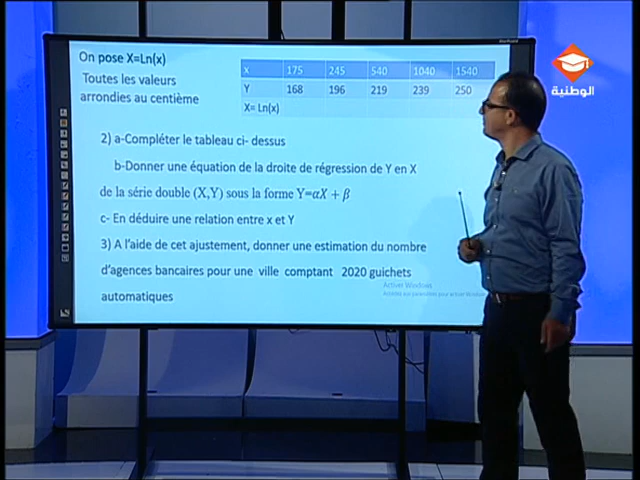 On pose X=Ln(x)
Toutes les valeurs
arrondies au centième
x 175 245 540 1040 1540
Y 168 196 219 239 250
X= Ln(x)
2) a-Compléter le tableau ci- dessus
b-Donner une équation de la droite de régression de Y en X
de la série double (X,Y) sous la forme Y=αX + β
c- En déduire une relation entre x et Y
3) A l'aide de cet ajustement, donner une estimation du nombre
d'agences bancaires pour une ville comptant 2020 guichets
automatiques
Activer Windows
الوطنية